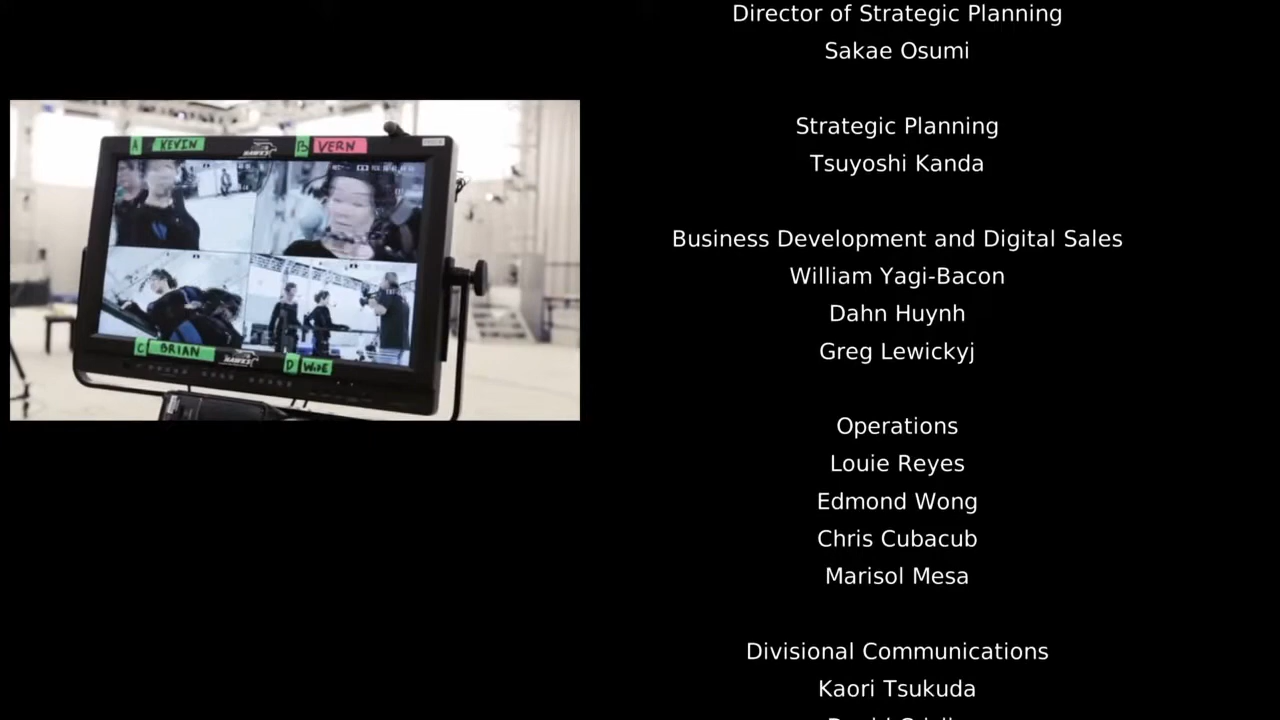 Director of Strategic Planning
Sakae Osumi
Strategic Planning
Tsuyoshi Kanda
Business Development and Digital Sales
William Yagi-Bacon
Dahn Huynh
Greg Lewickyj
Operations
Louie Reyes
Edmond Wong
Chris Cubacub
Marisol Mesa
Divisional Communications
Kaori Tsukuda
A KEVIN
B VERN
C BRIAN
D WIDE